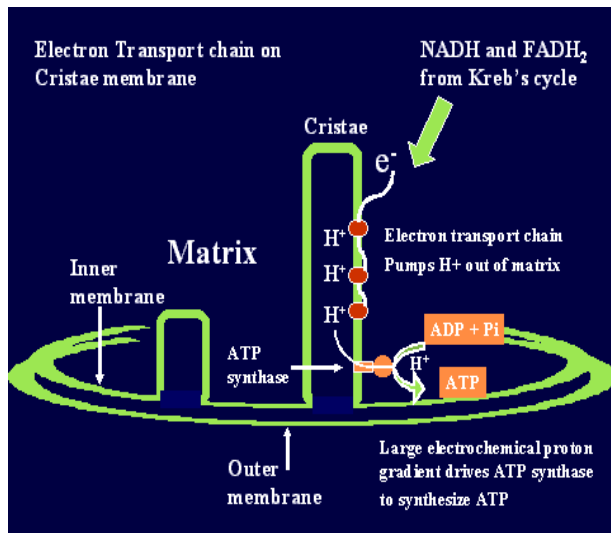 Electron Transport chain on
Cristae membrane
NADH and FADH₂
from Kreb's cycle
Cristae
e⁻
H⁺
Electron transport chain
Matrix
H⁺
Pumps H+ out of matrix
Inner
membrane
H⁺
ADP + Pi
ATP
synthase
H⁺
ATP
Outer
membrane
Large electrochemical proton
gradient drives ATP synthase
to synthesize ATP